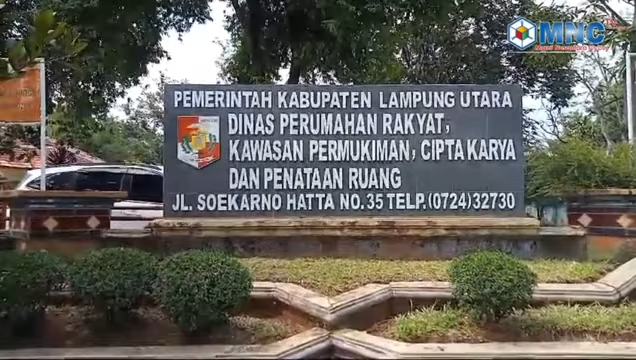 MNC
PEMERINTAH KABUPATEN LAMPUNG UTARA
DINAS PERUMAHAN RAKYAT,
KAWASAN PERMUKIMAN, CIPTA KARYA
DAN PENATAAN RUANG
JL. SOEKARNO HATTA NO. 35 TELP. (0724) 32730